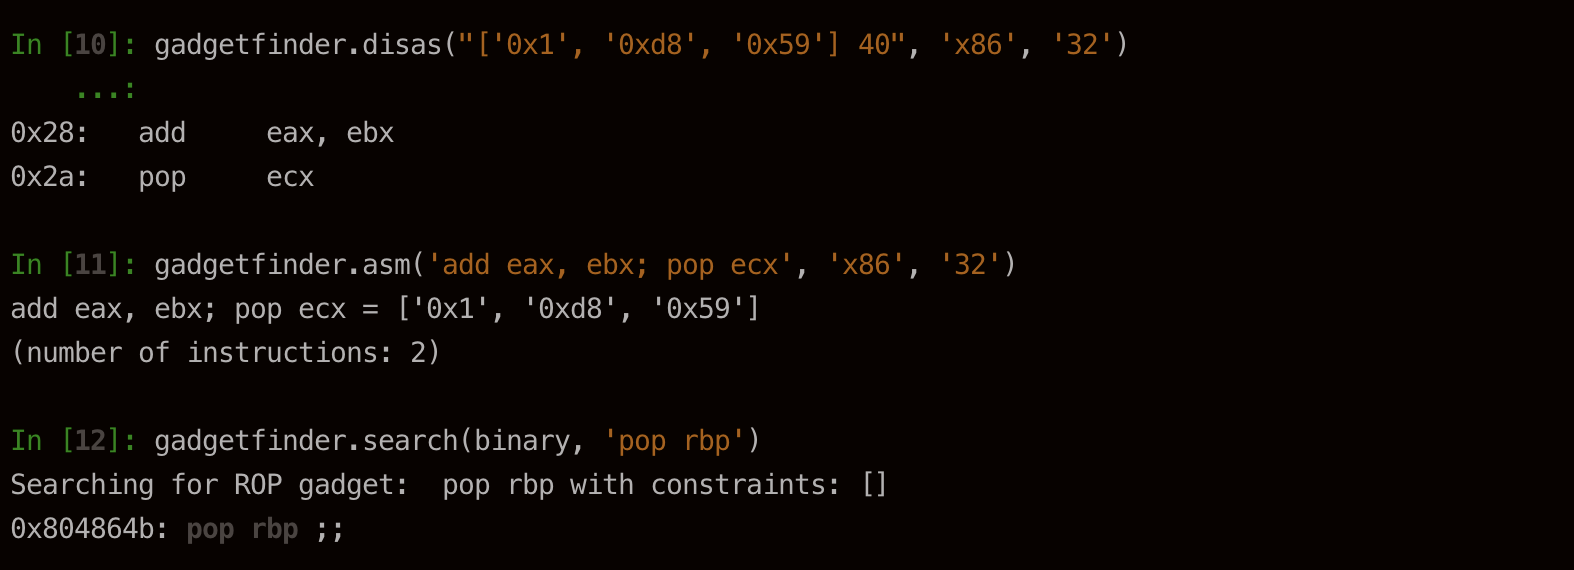 In [10]: gadgetfinder.disas("['0x1', '0xd8', '0x59'] 40", 'x86', '32')
    ...:
0x28:   add     eax, ebx
0x2a:   pop     ecx
In [11]: gadgetfinder.asm('add eax, ebx; pop ecx', 'x86', '32')
add eax, ebx; pop ecx = ['0x1', '0xd8', '0x59']
(number of instructions: 2)
In [12]: gadgetfinder.search(binary, 'pop rbp')
Searching for ROP gadget:  pop rbp with constraints: []
0x804864b: pop rbp ;;